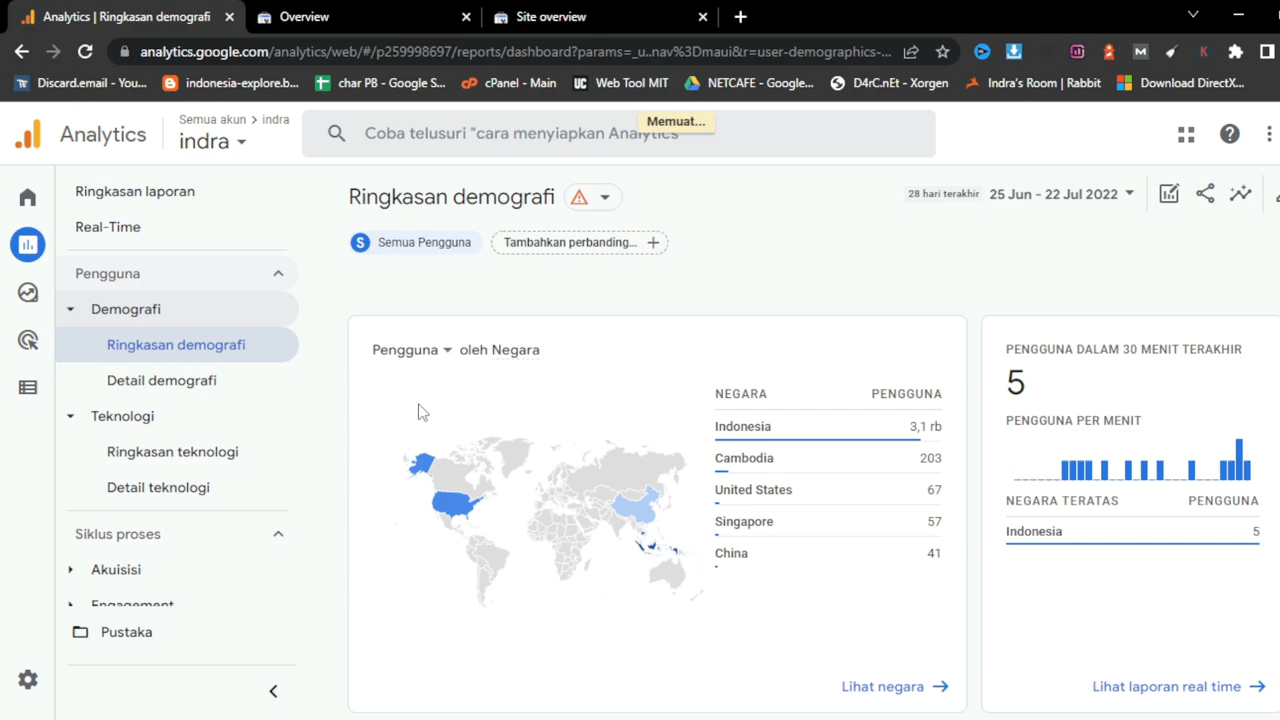 Analytics | Ringkasan demografi
Overview
Site overview
analytics.google.com/analytics/web/#/p259998697/reports/dashboard?params=_u..nav%3Dmaui&r=user-demographics-...
Discard.email - You...
indonesia-explore.b...
char PB - Google S...
cPanel - Main
UC Web Tool MIT
NETCAFE - Google...
D4rC.nEt - Xorgen
Indra's Room | Rabbit
Download DirectX...
Analytics
Semua akun > indra
indra
Coba telusuri "cara menyiapkan Analytics"
Memuat...
Ringkasan laporan
Real-Time
Pengguna
Demografi
Ringkasan demografi
Detail demografi
Teknologi
Ringkasan teknologi
Detail teknologi
Siklus proses
Akuisisi
Engagement
Pustaka
Ringkasan demografi
28 hari terakhir 25 Jun - 22 Jul 2022
S Semua Pengguna
Tambahkan perbanding... +
Pengguna oleh Negara
NEGARA PENGGUNA
Indonesia 3,1 rb
Cambodia 203
United States 67
Singapore 57
China 41
Lihat negara
PENGGUNA DALAM 30 MENIT TERAKHIR
5
PENGGUNA PER MENIT
NEGARA TERATAS PENGGUNA
Indonesia 5
Lihat laporan real time